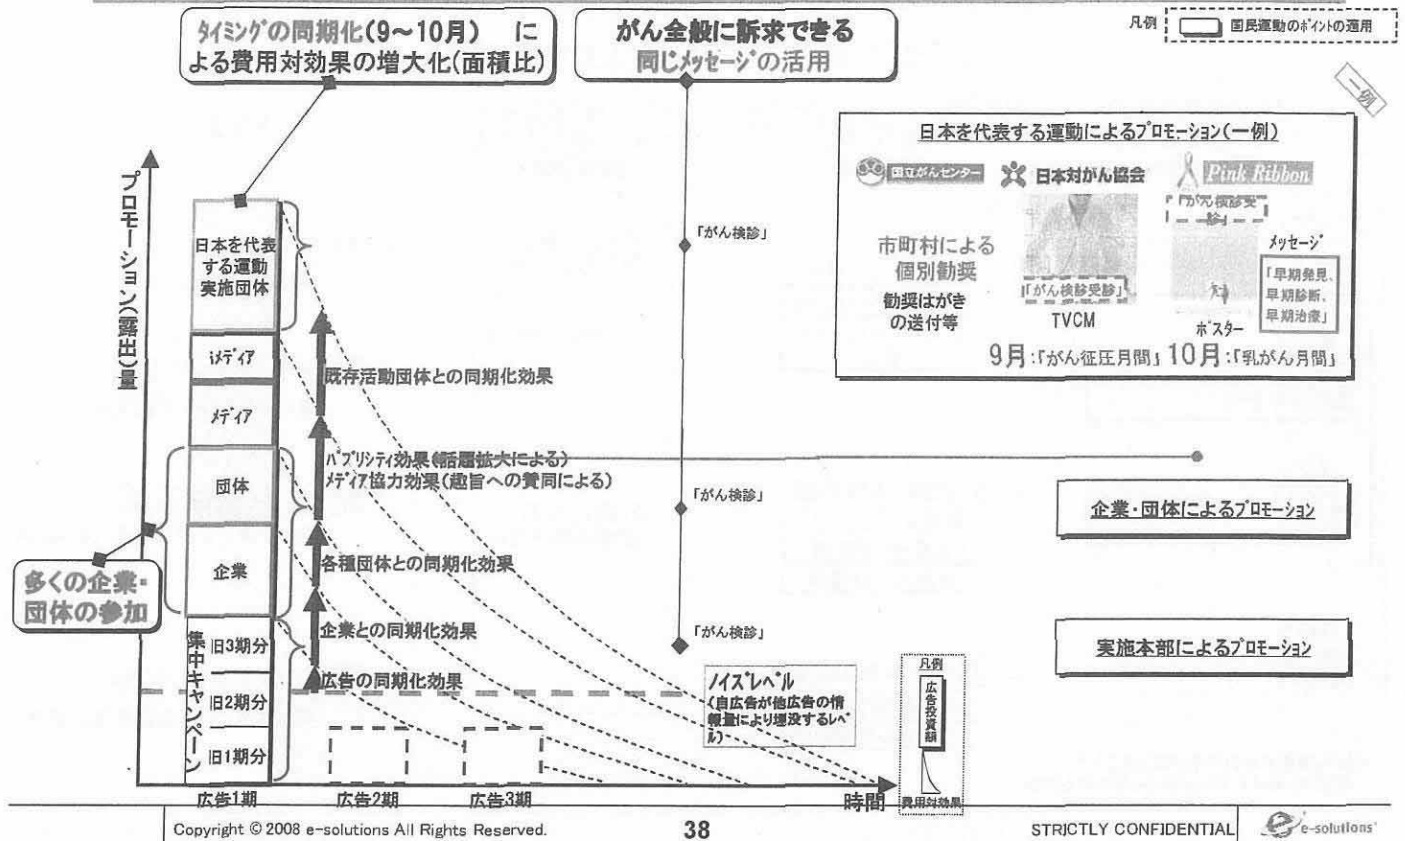 タイミングの同期化(9～10月) に
よる費用対効果の増大化(面積比)
がん全般に訴求できる
同じメッセージの活用
凡例
国民運動のポイントの適用
一例
日本を代表する運動によるプロモーション(一例)
国立がんセンター
日本対がん協会
Pink Ribbon
「がん検診受
診」
市町村による
個別勧奨
勧奨はがき
の送付等
「がん検診受診」
TVCM
ポスター
メッセージ
「早期発見、
早期診断、
早期治療」
9月:「がん征圧月間」 10月:「乳がん月間」
プロモーション(露出)量
日本を代表
する運動
実施団体
iメディア
メディア
団体
企業
集中キャンペーン
旧3期分
旧2期分
旧1期分
多くの企業・
団体の参加
既存活動団体との同期化効果
パブリシティ効果(話題拡大による)
メディア協力効果(趣旨への賛同による)
各種団体との同期化効果
企業との同期化効果
広告の同期化効果
「がん検診」
「がん検診」
「がん検診」
企業・団体によるプロモーション
実施本部によるプロモーション
ノイズレベル
(自広告が他広告の情
報量により埋没するレベ
ル)
凡例
広告投資額
費用対効果
広告1期
広告2期
広告3期
時間
Copyright © 2008 e-solutions All Rights Reserved.
38
STRICTLY CONFIDENTIAL
e-solutions